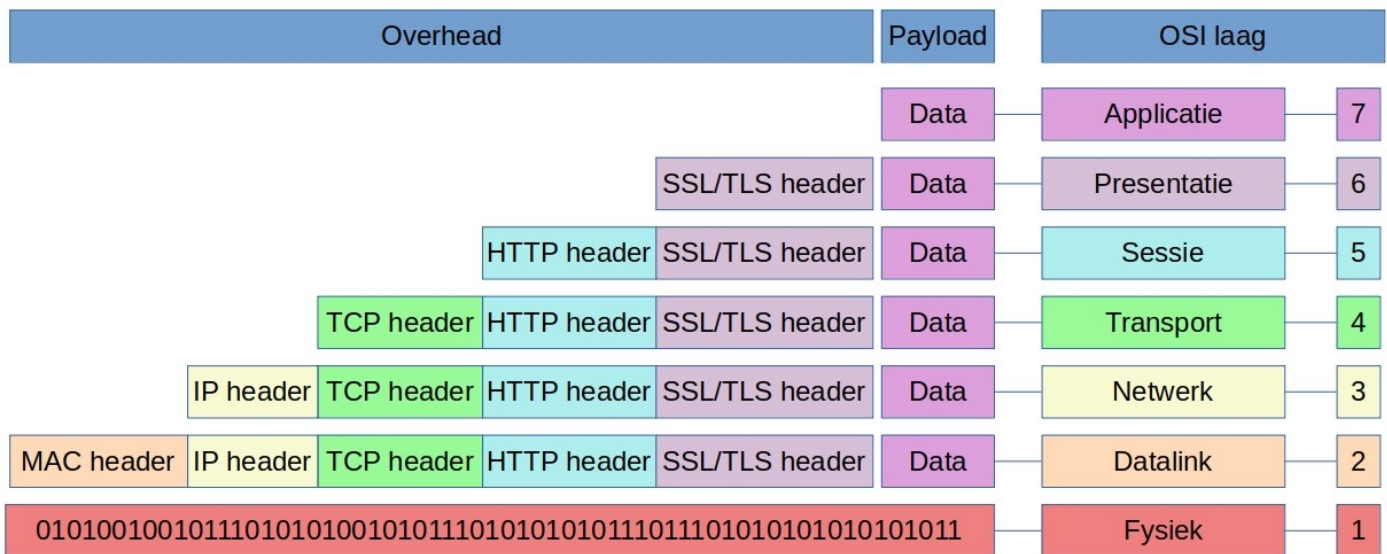 Overhead Payload OSI laag
Data Applicatie 7
SSL/TLS header Data Presentatie 6
HTTP header SSL/TLS header Data Sessie 5
TCP header HTTP header SSL/TLS header Data Transport 4
IP header TCP header HTTP header SSL/TLS header Data Netwerk 3
MAC header IP header TCP header HTTP header SSL/TLS header Data Datalink 2
0101001001011101010100101011101010101011101110101010101010101011 Fysiek 1